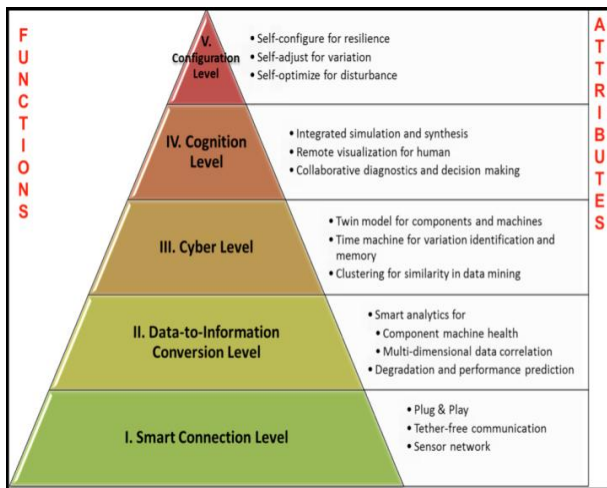 FUNCTIONS
ATTRIBUTES
V.
Configuration
Level
• Self-configure for resilience
• Self-adjust for variation
• Self-optimize for disturbance
IV. Cognition
Level
• Integrated simulation and synthesis
• Remote visualization for human
• Collaborative diagnostics and decision making
III. Cyber Level
• Twin model for components and machines
• Time machine for variation identification and
memory
• Clustering for similarity in data mining
II. Data-to-Information
Conversion Level
• Smart analytics for
• Component machine health
• Multi-dimensional data correlation
• Degradation and performance prediction
I. Smart Connection Level
• Plug & Play
• Tether-free communication
• Sensor network